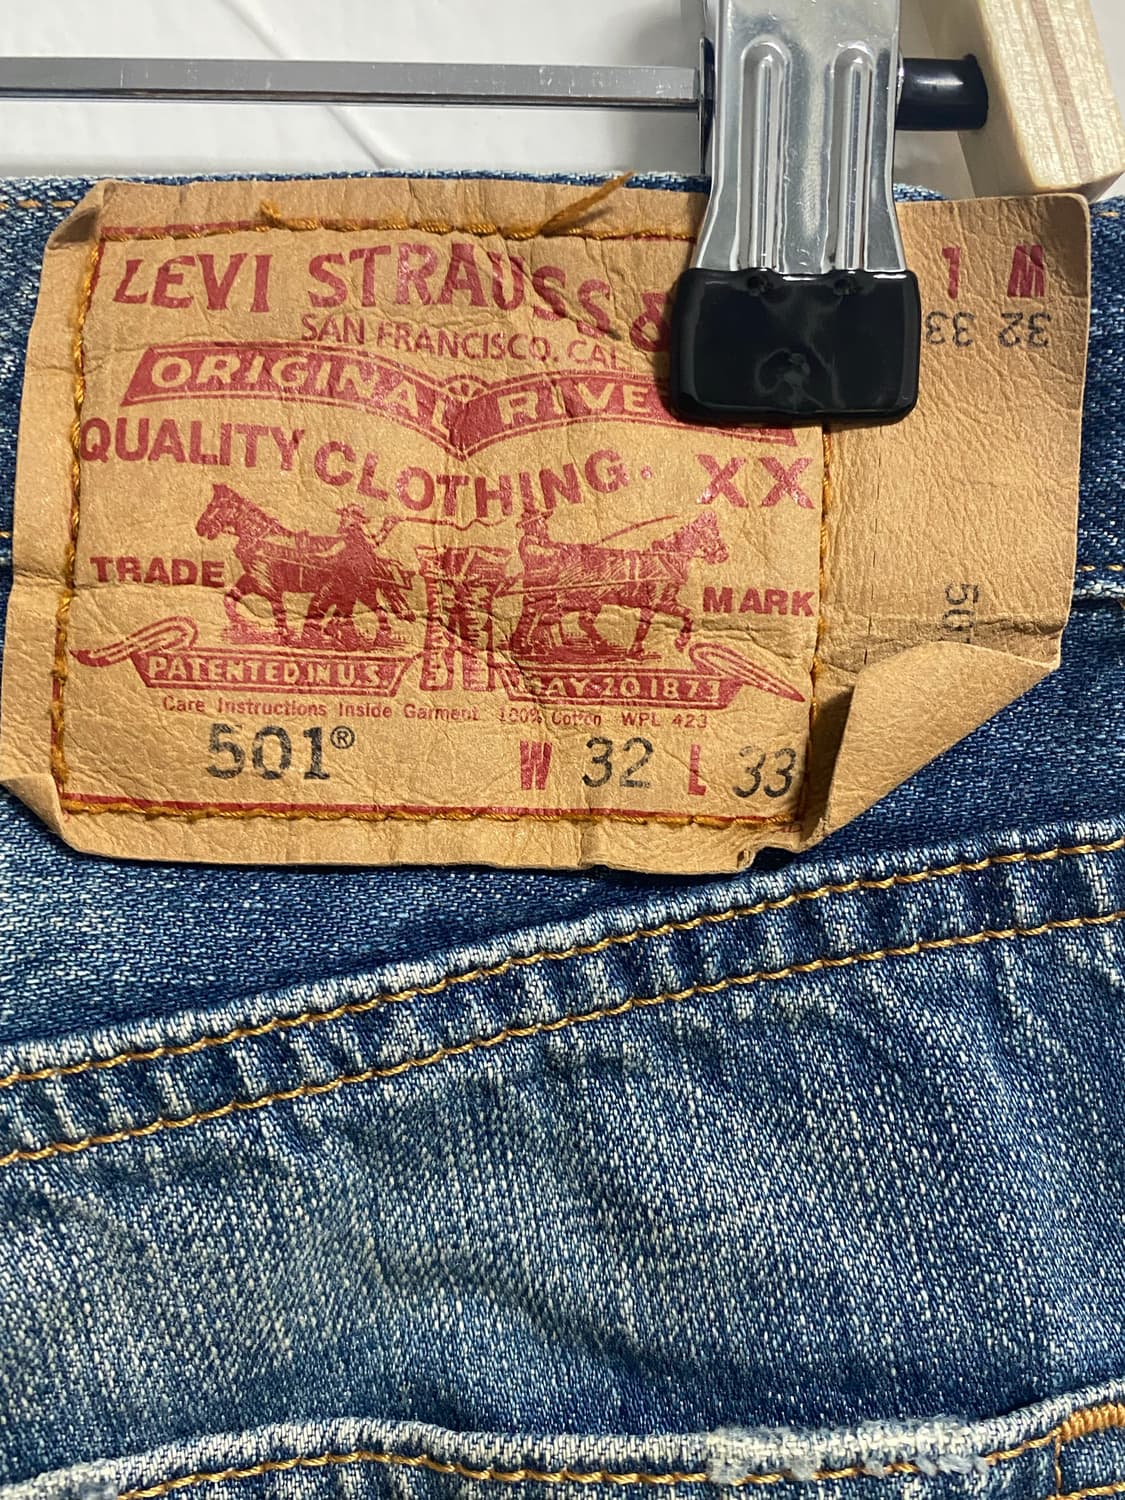 LEVI STRAUSS &
SAN FRANCISCO, CAL
ORIGINAL RIVE
QUALITY CLOTHING. XX
TRADE MARK
PATENTED IN U.S. MAY 20 1873
Care Instructions Inside Garment 100% Cotton WPL 423
501® W 32 L 33
L W
32 33
50